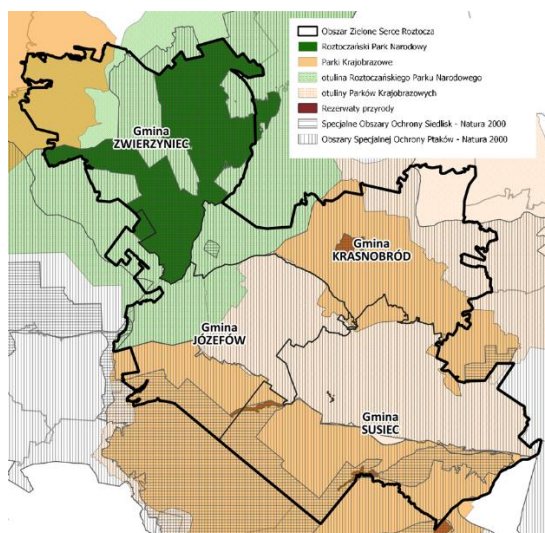 Obszar Zielone Serce Roztocza
Roztoczański Park Narodowy
Parki Krajobrazowe
otulina Roztoczańskiego Parku Narodowego
otuliny Parków Krajobrazowych
Rezerwaty przyrody
Specjalne Obszary Ochrony Siedlisk - Natura 2000
Obszary Specjalnej Ochrony Ptaków - Natura 2000
Gmina
ZWIERZYNIEC
Gmina
KRASNOBRÓD
Gmina
JÓZEFÓW
Gmina
SUSIEC